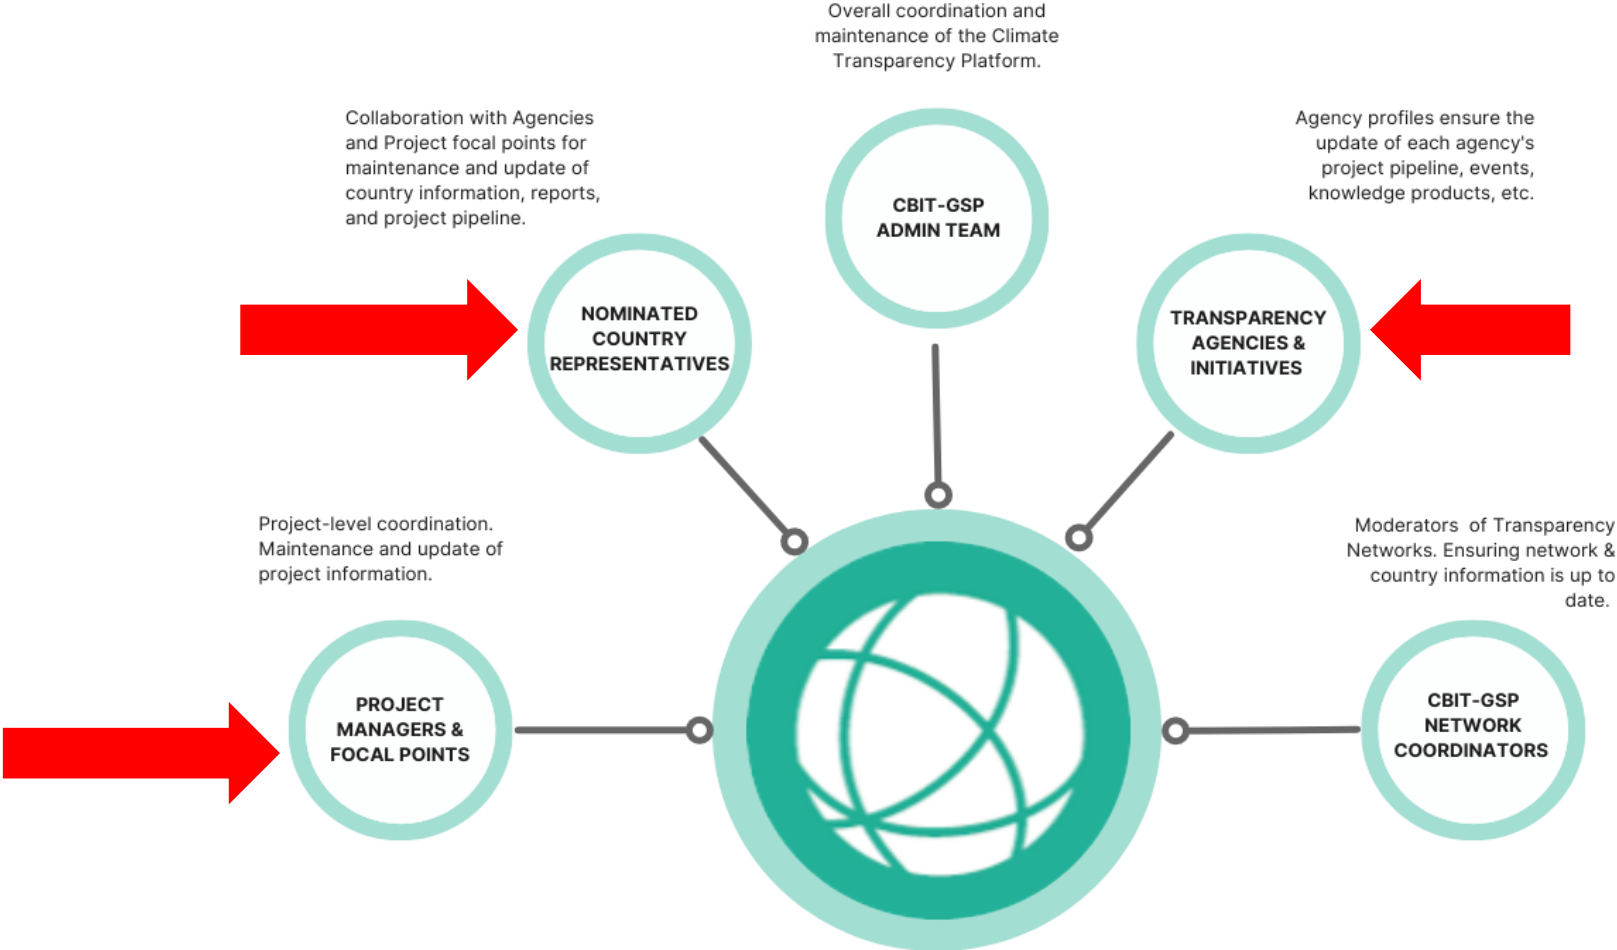 Overall coordination and
maintenance of the Climate
Transparency Platform.
CBIT-GSP
ADMIN TEAM
Collaboration with Agencies
and Project focal points for
maintenance and update of
country information, reports,
and project pipeline.
NOMINATED
COUNTRY
REPRESENTATIVES
Agency profiles ensure the
update of each agency's
project pipeline, events,
knowledge products, etc.
TRANSPARENCY
AGENCIES &
INITIATIVES
Project-level coordination.
Maintenance and update of
project information.
PROJECT
MANAGERS &
FOCAL POINTS
Moderators of Transparency
Networks. Ensuring network &
country information is up to
date.
CBIT-GSP
NETWORK
COORDINATORS